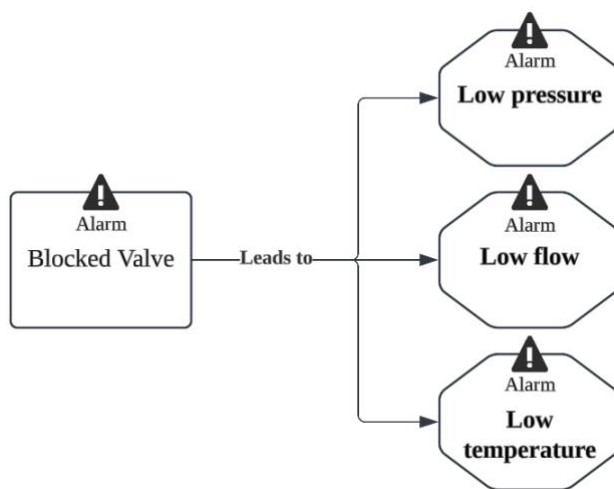 Alarm
Low pressure
Alarm
Blocked Valve
Leads to
Alarm
Low flow
Alarm
Low
temperature